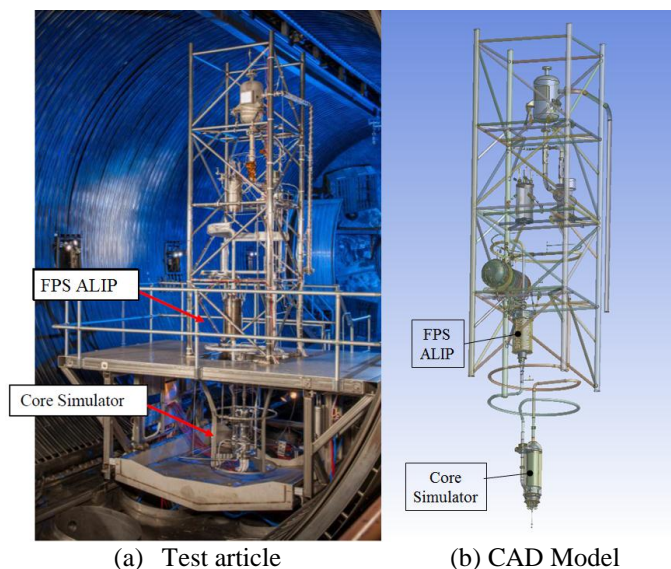 FPS ALIP
Core Simulator
FPS
ALIP
Core
Simulator
(a) Test article
(b) CAD Model